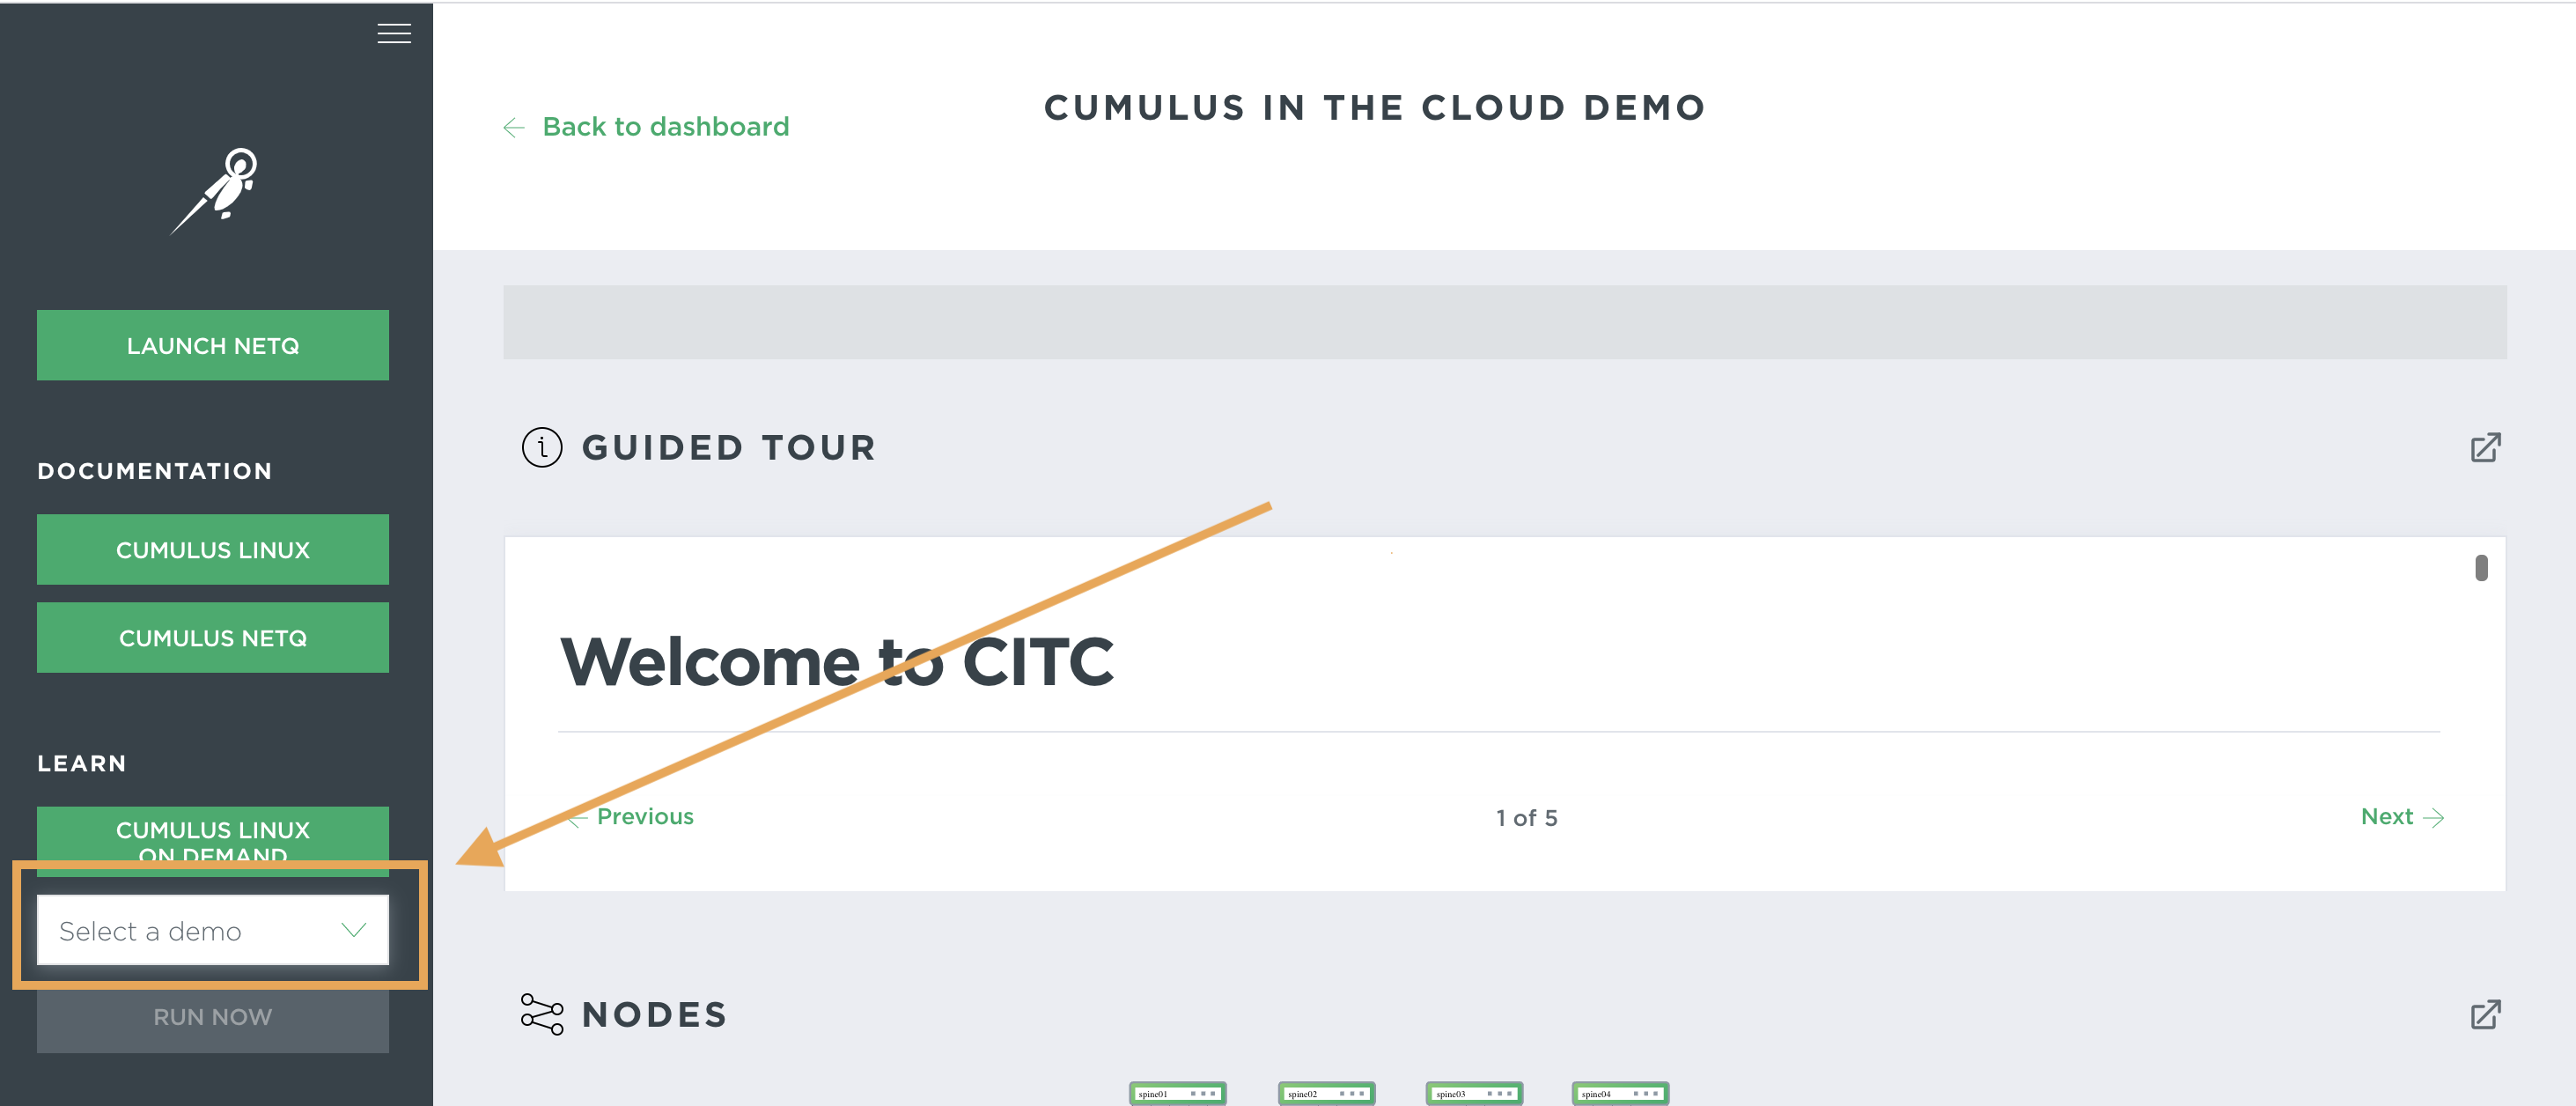 CUMULUS IN THE CLOUD DEMO
Back to dashboard
LAUNCH NETQ
DOCUMENTATION
CUMULUS LINUX
CUMULUS NETQ
LEARN
CUMULUS LINUX
ON DEMAND
Select a demo
RUN NOW
GUIDED TOUR
Welcome to CITC
Previous
1 of 5
Next
NODES
spine01
spine02
spine03
spine04